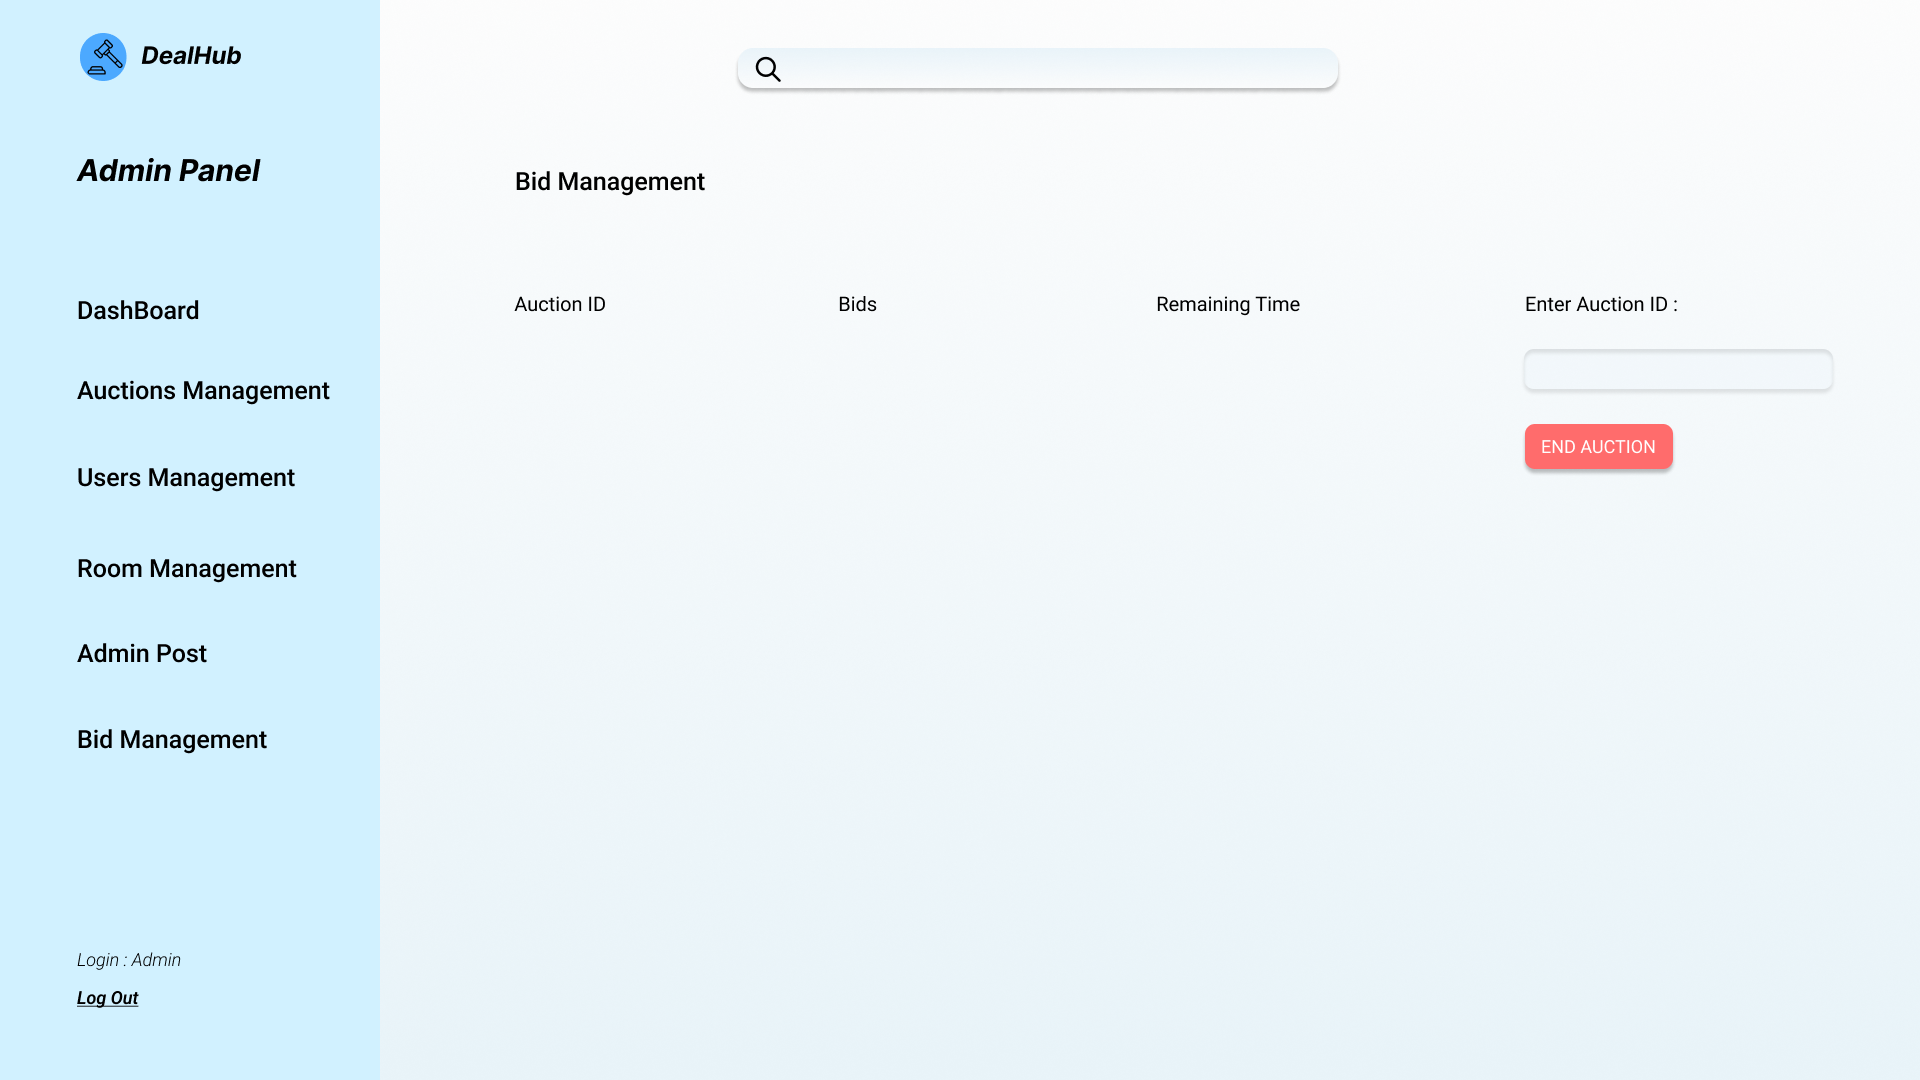 DealHub
Admin Panel
DashBoard
Auctions Management
Users Management
Room Management
Admin Post
Bid Management
Login : Admin
Log Out
Bid Management
Auction ID
Bids
Remaining Time
Enter Auction ID :
END AUCTION